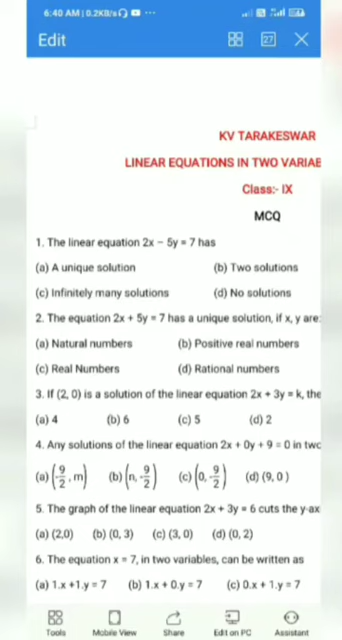 6:40 AM | 0.2KB/s
27
Edit
KV TARAKESWAR
LINEAR EQUATIONS IN TWO VARIAB
Class:- IX
MCQ
1. The linear equation 2x – 5y = 7 has
(a) A unique solution (b) Two solutions
(c) Infinitely many solutions (d) No solutions
2. The equation 2x + 5y = 7 has a unique solution, if x, y are:
(a) Natural numbers (b) Positive real numbers
(c) Real Numbers (d) Rational numbers
3. If (2, 0) is a solution of the linear equation 2x + 3y = k, the
(a) 4 (b) 6 (c) 5 (d) 2
4. Any solutions of the linear equation 2x + 0y + 9 = 0 in two
(a) (9/2, m) (b) (n, -9/2) (c) (0, -9/2) (d) (9, 0 )
5. The graph of the linear equation 2x + 3y = 6 cuts the y-ax
(a) (2,0) (b) (0, 3) (c) (3, 0) (d) (0, 2)
6. The equation x = 7, in two variables, can be written as
(a) 1.x +1.y = 7 (b) 1.x + 0.y = 7 (c) 0.x + 1.y = 7
Tools Mobile View Share Edit on PC Assistant